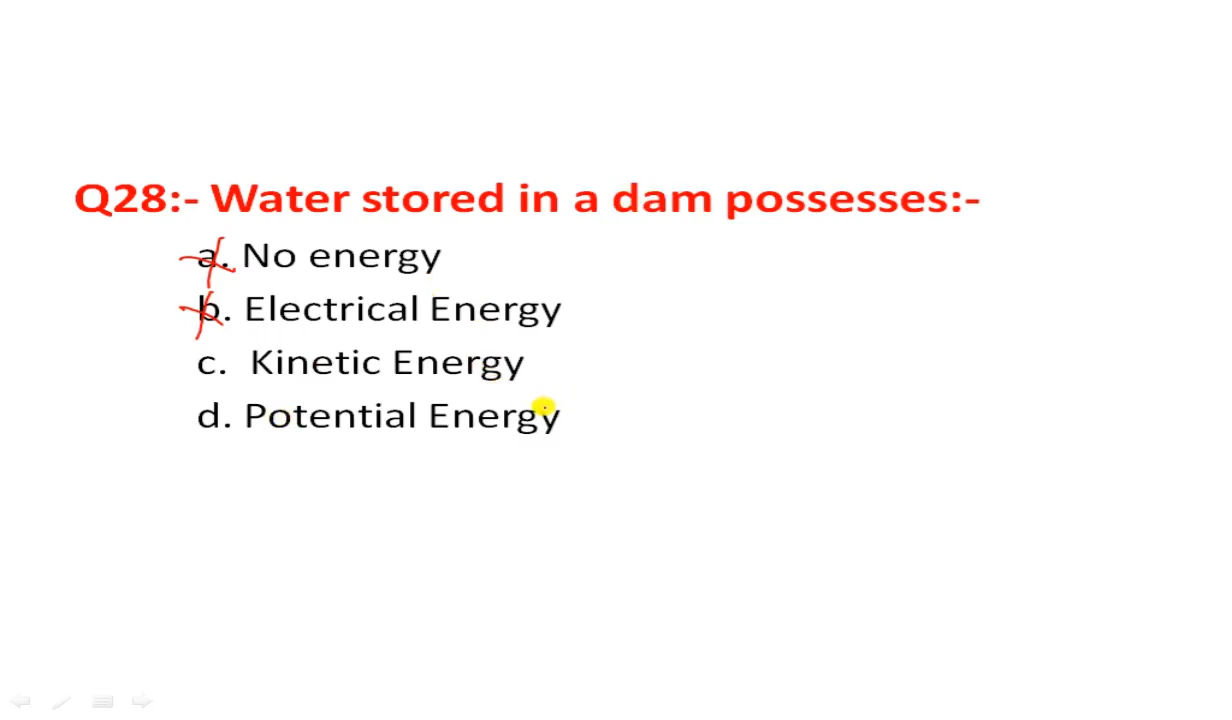 Q28:- Water stored in a dam possesses:-
a. No energy
b. Electrical Energy
c. Kinetic Energy
d. Potential Energy